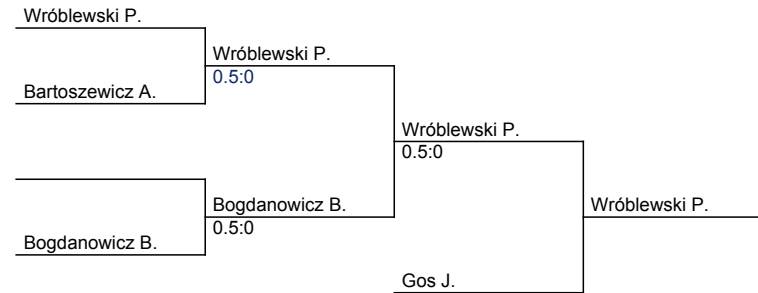 Wróblewski P.
Wróblewski P.
0.5:0
Bartoszewicz A.
Wróblewski P.
0.5:0
Bogdanowicz B.
0.5:0
Wróblewski P.
Bogdanowicz B.
Gos J.